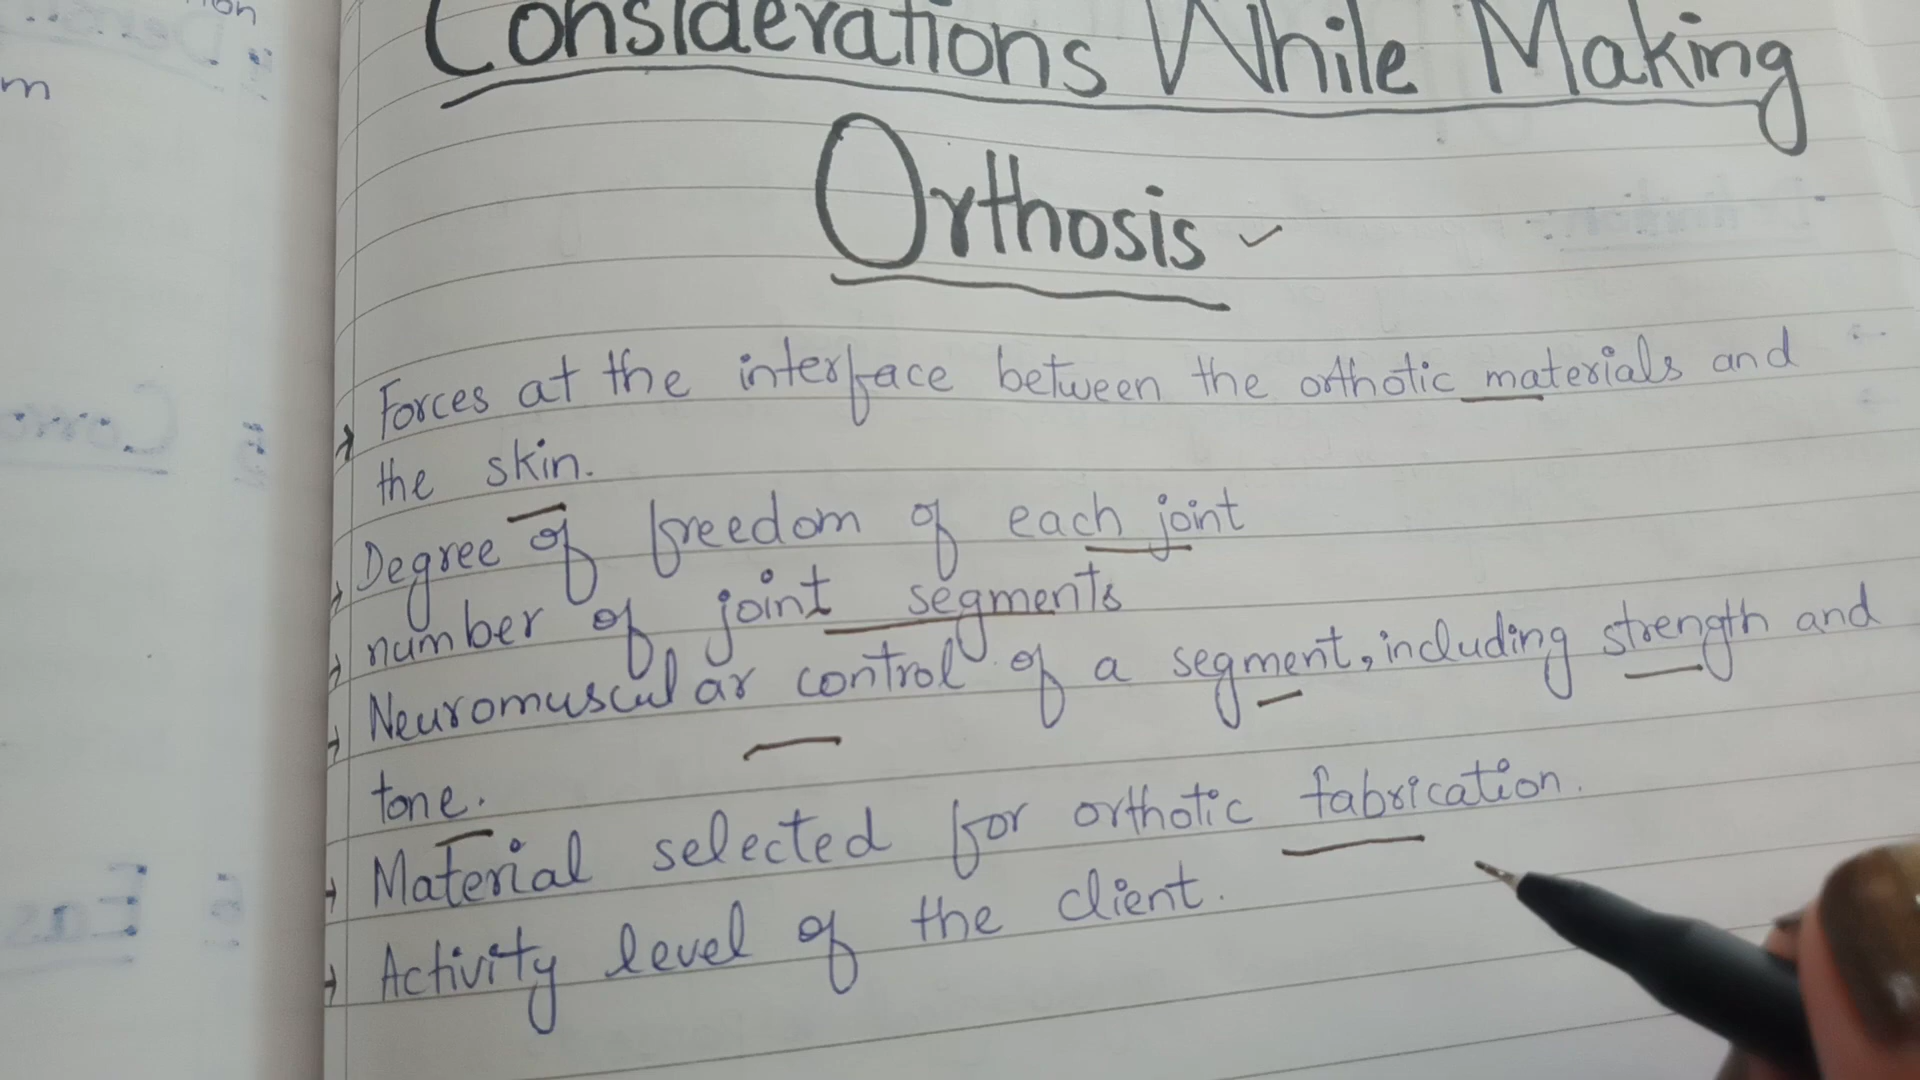 on
m
Considerations While Making
Orthosis
→ Forces at the interface between the orthotic materials and
the skin.
→ Degree of freedom of each joint
→ number of joint segments
→ Neuromuscular control of a segment, including strength and
tone.
→ Material selected for orthotic fabrication.
→ Activity level of the client.